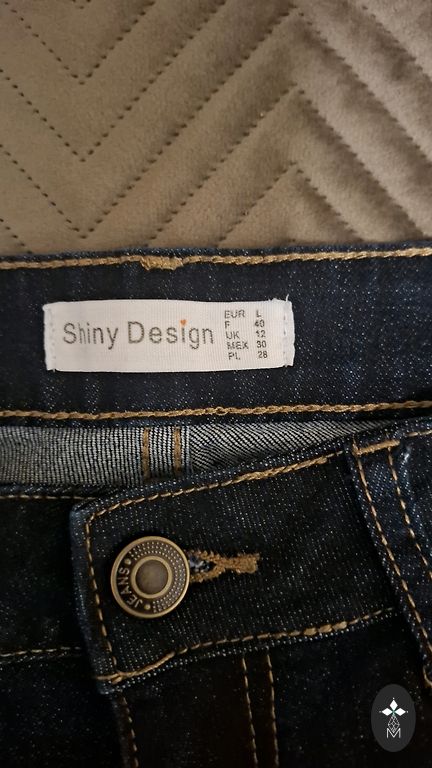 Shiny Design
EUR L
F 40
UK 12
MEX 30
PL 28
JEANS